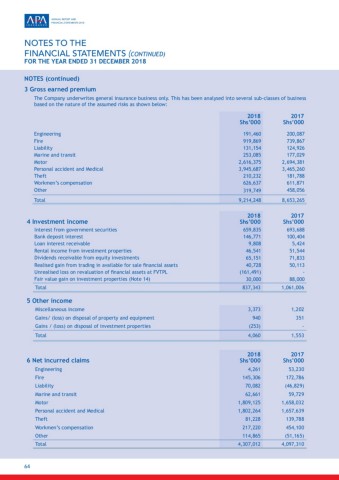 APA
ANNUAL REPORT AND
FINANCIAL STATEMENTS 2018
NOTES TO THE
FINANCIAL STATEMENTS (CONTINUED)
FOR THE YEAR ENDED 31 DECEMBER 2018
NOTES (continued)
3 Gross earned premium
The Company underwrites general insurance business only. This has been analysed into several sub-classes of business
based on the nature of the assumed risks as shown below:
2018 2017
Shs'000 Shs'000
Engineering 191,460 200,087
Fire 919,869 739,867
Liability 131,154 124,926
Marine and transit 253,085 177,029
Motor 2,616,375 2,694,381
Personal accident and Medical 3,945,687 3,465,260
Theft 210,232 181,788
Workmen's compensation 626,637 611,871
Other 319,749 458,056
Total 9,214,248 8,653,265
2018 2017
4 Investment Income Shs'000 Shs'000
Interest from government securities 659,835 693,688
Bank deposit interest 146,771 100,404
Loan interest receivable 9,808 5,424
Rental income from investment properties 46,541 51,544
Dividends receivable from equity investments 65,151 71,833
Realised gain from trading in available for sale financial assets 40,728 50,113
Unrealised loss on revaluation of financial assets at FVTPL (161,491) -
Fair value gain on investment properties (Note 14) 30,000 88,000
Total 837,343 1,061,006
5 Other Income
Miscellaneous income 3,373 1,202
Gains/ (loss) on disposal of property and equipment 940 351
Gains / (loss) on disposal of investment properties (253) -
Total 4,060 1,553
2018 2017
6 Net incurred claims Shs'000 Shs'000
Engineering 4,261 53,230
Fire 145,306 172,786
Liability 70,002 (46,829)
Marine and transit 62,661 59,729
Motor 1,809,125 1,658,032
Personal accident and Medical 1,802,264 1,657,639
Theft 81,228 139,788
Workmen's compensation 217,220 454,100
Other 114,865 (51,165)
Total 4,307,012 4,097,310
64